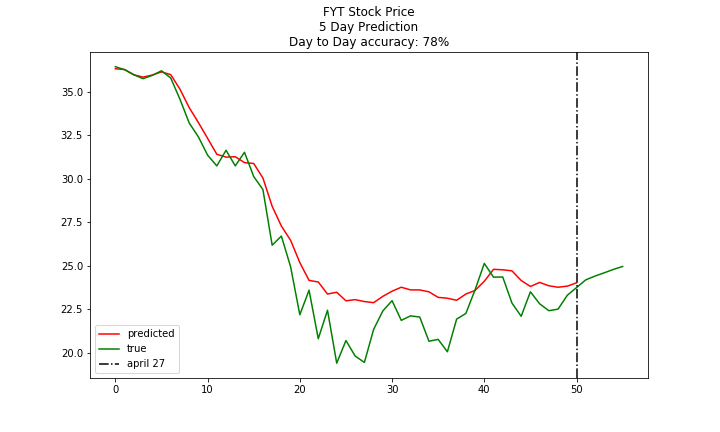 FYT Stock Price
5 Day Prediction
Day to Day accuracy: 78%
35.0
32.5
30.0
27.5
25.0
22.5
20.0
predicted
true
april 27
0 10 20 30 40 50